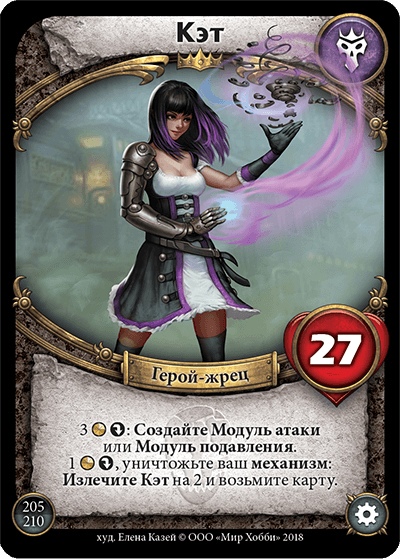 Кэт
27
Герой-жрец
3 : Создайте Модуль атаки
или Модуль подавления.
1 , уничтожьте ваш механизм:
Излечите Кэт на 2 и возьмите карту.
205
210
худ. Елена Казей © ООО «Мир Хобби» 2018